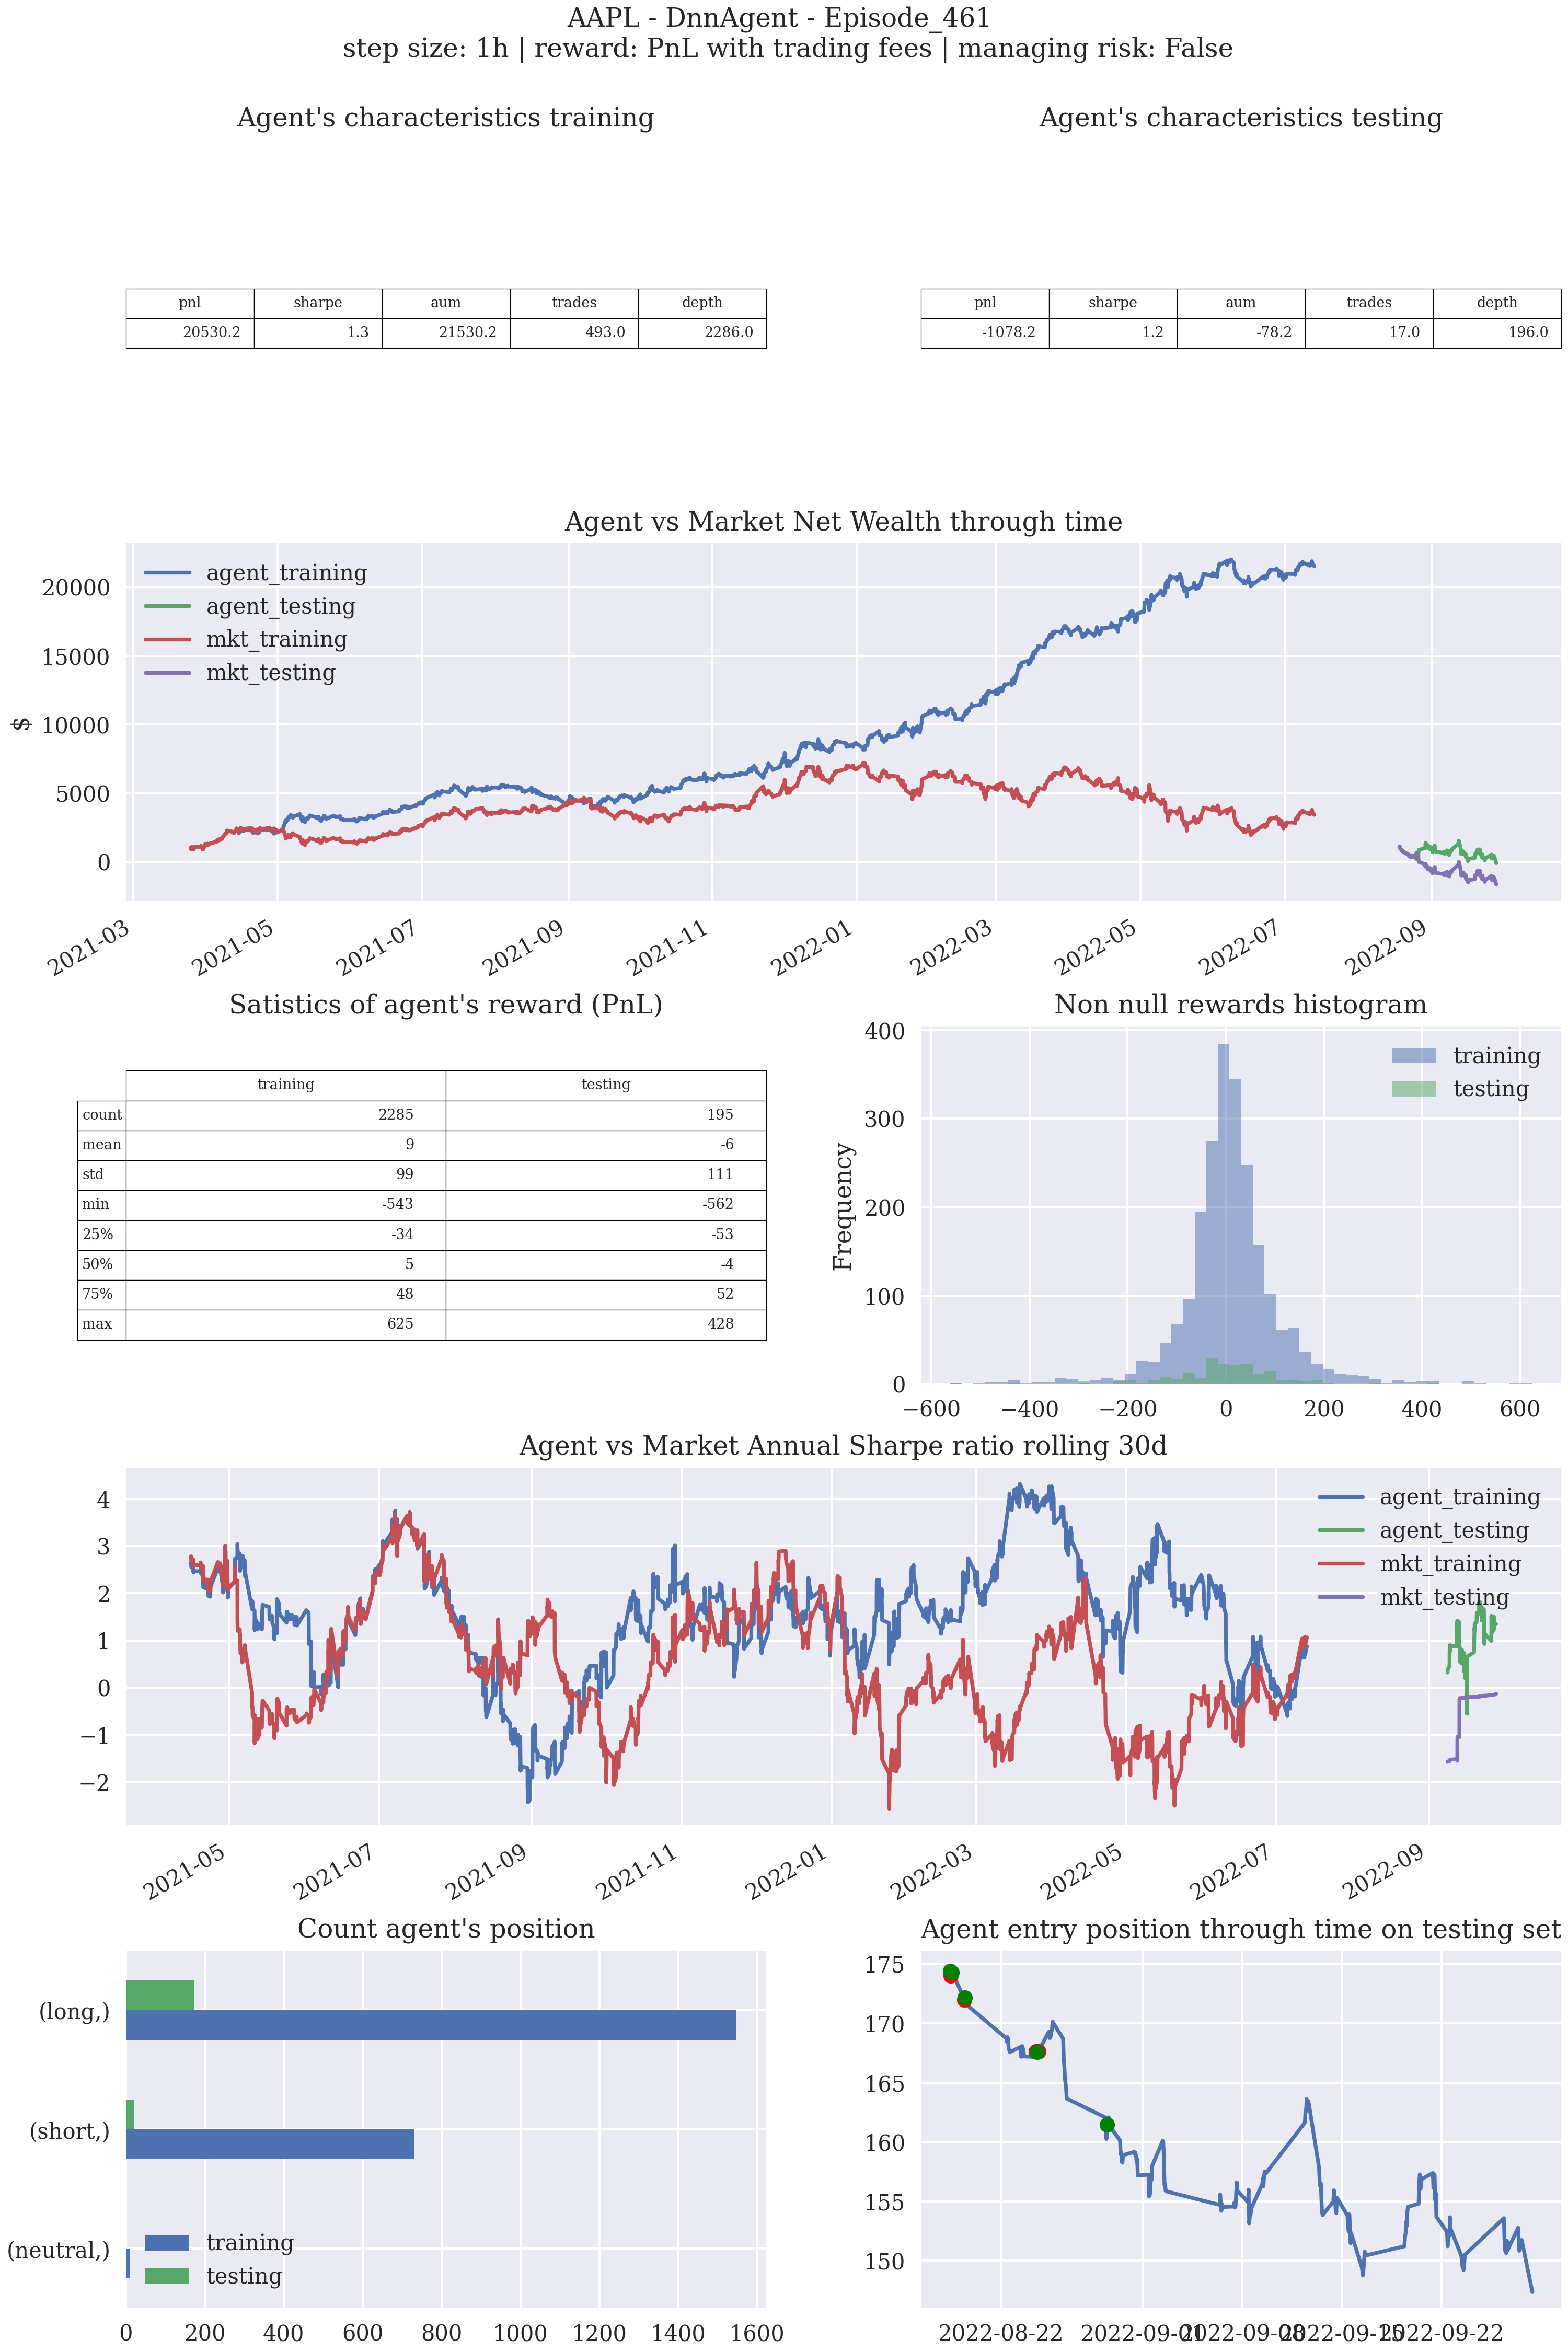 AAPL - DnnAgent - Episode_461
step size: 1h | reward: PnL with trading fees | managing risk: False
Agent's characteristics training
Agent's characteristics testing
pnl sharpe aum trades depth
20530.2 1.3 21530.2 493.0 2286.0
pnl sharpe aum trades depth
-1078.2 1.2 -78.2 17.0 196.0
Agent vs Market Net Wealth through time
agent_training
agent_testing
mkt_training
mkt_testing
$
20000
15000
10000
5000
0
2021-03 2021-05 2021-07 2021-09 2021-11 2022-01 2022-03 2022-05 2022-07 2022-09
Satistics of agent's reward (PnL)
training testing
count 2285 195
mean 9 -6
std 99 111
min -543 -562
25% -34 -53
50% 5 -4
75% 48 52
max 625 428
Non null rewards histogram
training
testing
Frequency
400
300
200
100
0
−600 −400 −200 0 200 400 600
Agent vs Market Annual Sharpe ratio rolling 30d
agent_training
agent_testing
mkt_training
mkt_testing
4
3
2
1
0
−1
−2
2021-05 2021-07 2021-09 2021-11 2022-01 2022-03 2022-05 2022-07 2022-09
Count agent's position
(long,)
(short,)
(neutral,)
training
testing
0 200 400 600 800 1000 1200 1400 1600
Agent entry position through time on testing set
175
170
165
160
155
150
2022-08-22 2022-09-01 2022-09-08 2022-09-15 2022-09-22